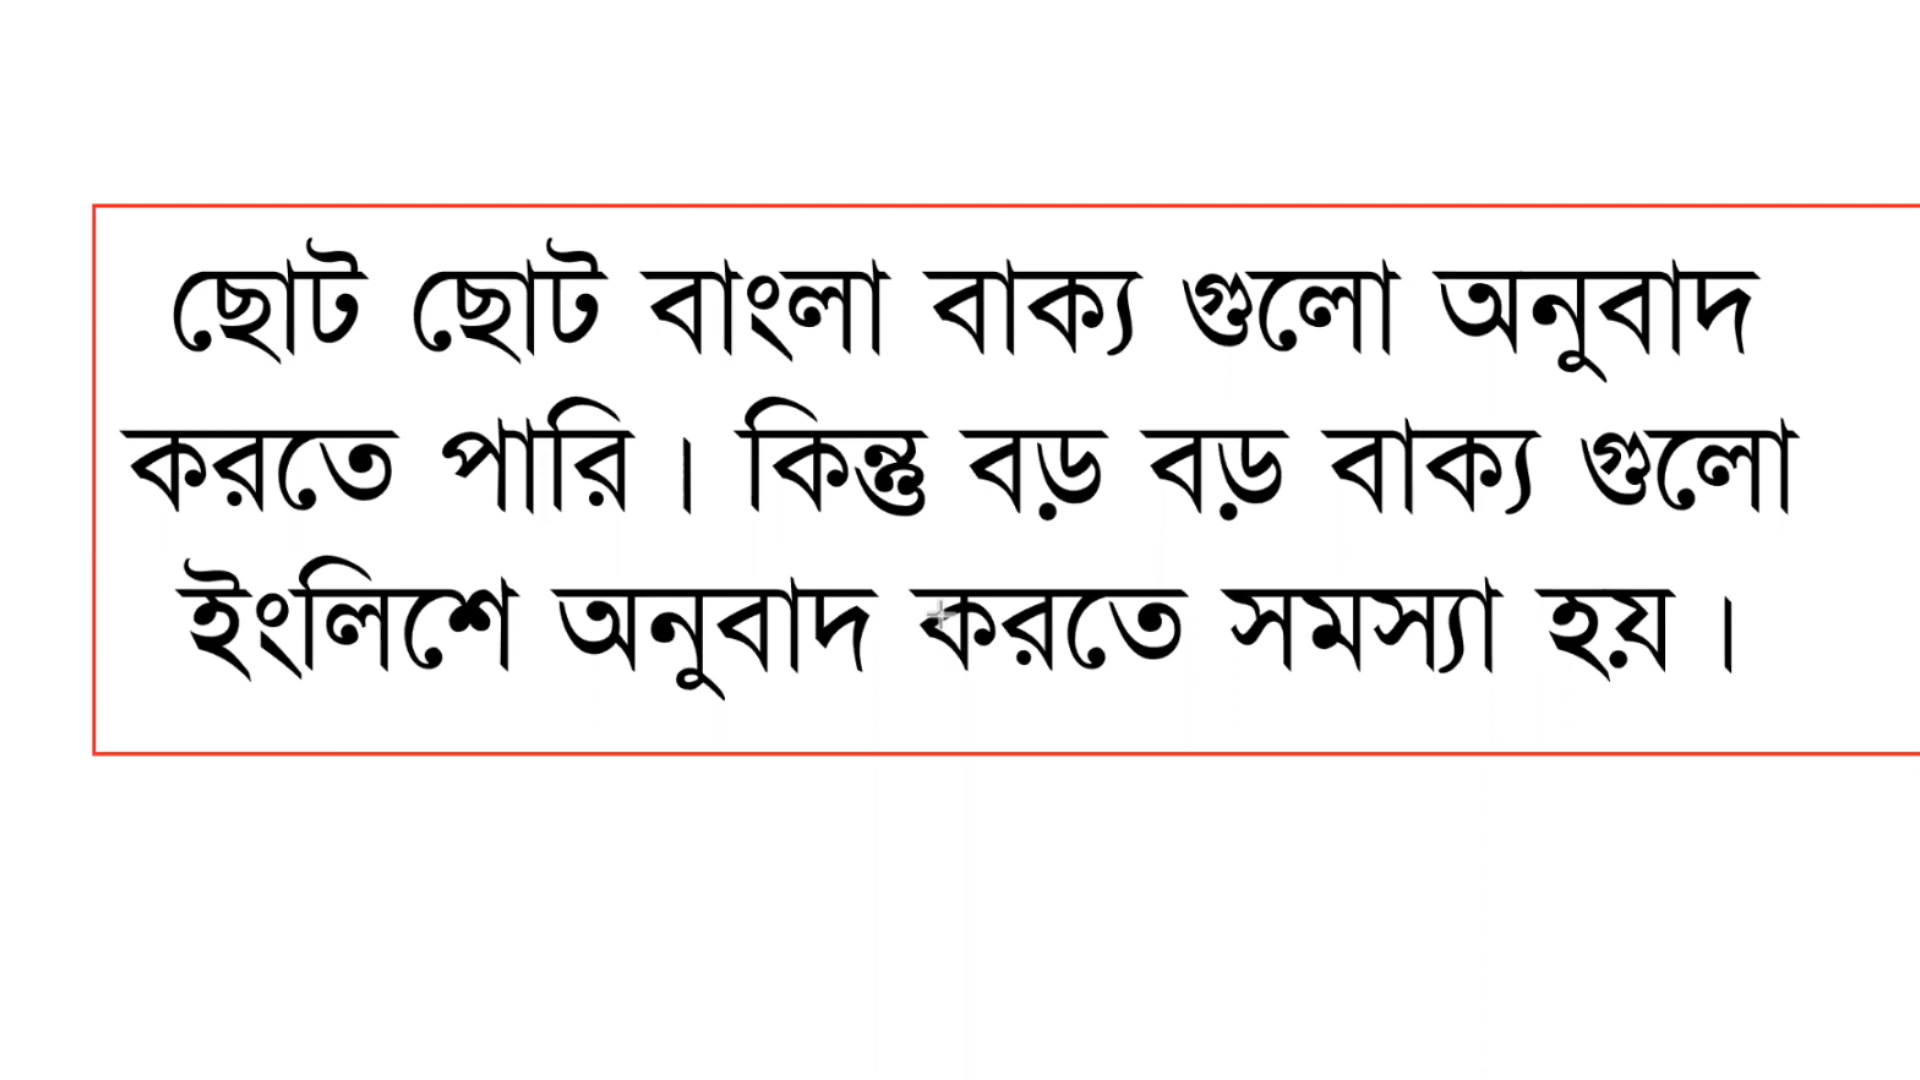 ছোট ছোট বাংলা বাক্য গুলো অনুবাদ
করতে পারি । কিন্তু বড় বড় বাক্য গুলো
ইংলিশে অনুবাদ করতে সমস্যা হয় ।